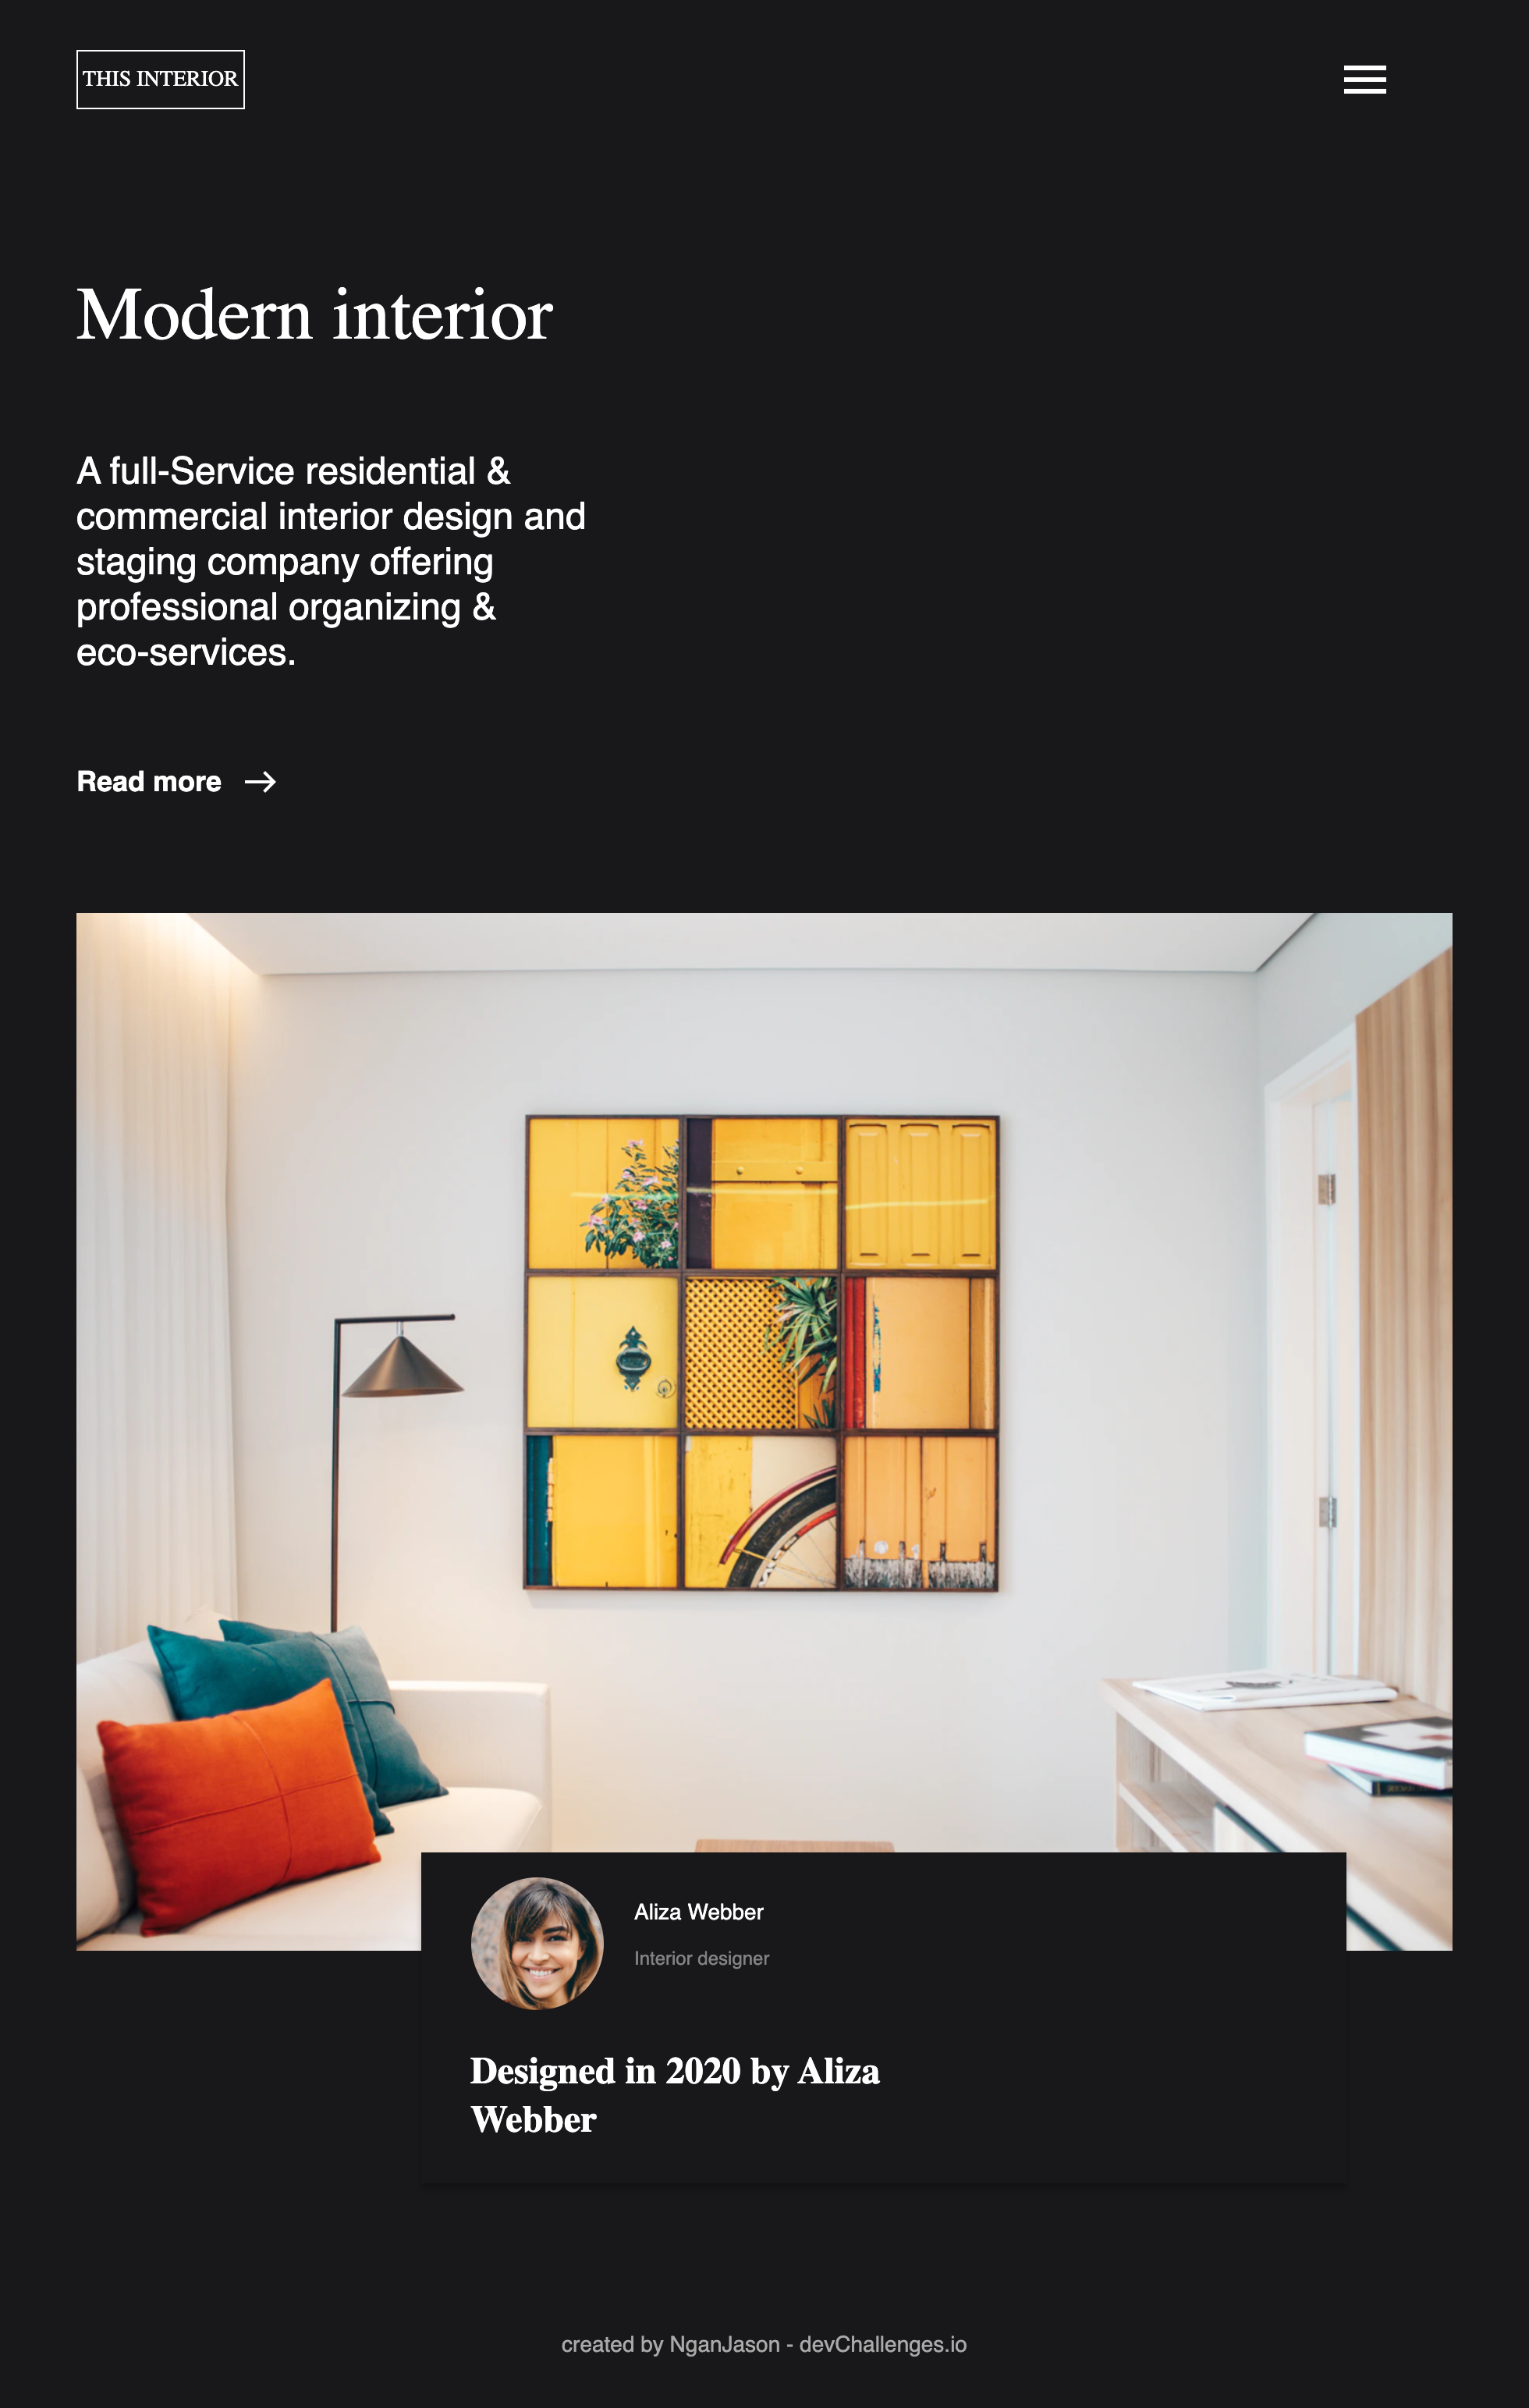 THIS INTERIOR
Modern interior
A full-Service residential &
commercial interior design and
staging company offering
professional organizing &
eco-services.
Read more
Aliza Webber
Interior designer
Designed in 2020 by Aliza
Webber
created by NganJason - devChallenges.io